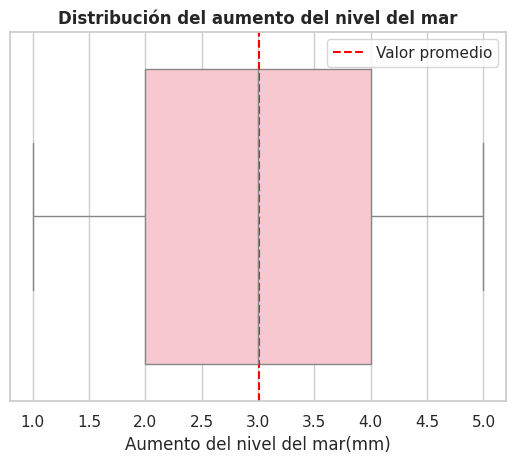 Distribución del aumento del nivel del mar
Valor promedio
1.0 1.5 2.0 2.5 3.0 3.5 4.0 4.5 5.0
Aumento del nivel del mar(mm)